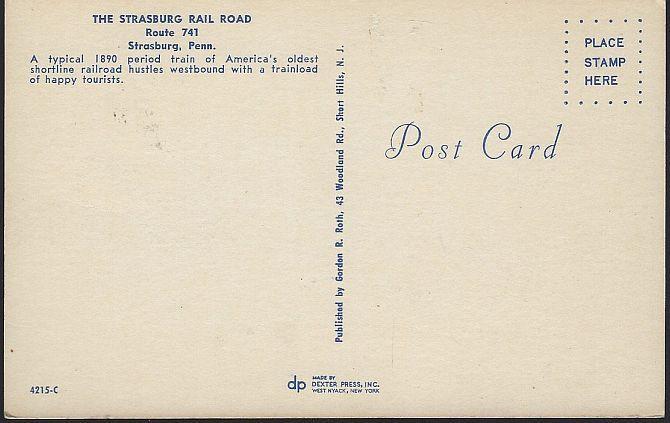 THE STRASBURG RAIL ROAD
Route 741
Strasburg, Penn.
A typical 1890 period train of America's oldest
shortline railroad hustles westbound with a trainload
of happy tourists.
Published by Gordon R. Roth, 43 Woodland Rd., Short Hills, N. J.
PLACE
STAMP
HERE
Post Card
4215-C
dp
MADE BY
DEXTER PRESS, INC.
WEST NYACK, NEW YORK